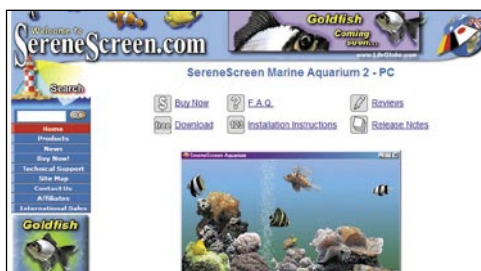 Welcome to
SereneScreen.com
Goldfish
Coming
Soon...
www.LifeGlobe.com
Search
SereneScreen Marine Aquarium 2 - PC
Buy Now
F.A.Q.
Reviews
free
Download
123
Installation Instructions
Release Notes
Home
Products
News
Buy Now!
Technical Support
Site Map
Contact Us
Affiliates
International Sales
SereneScreen Aquarium
Goldfish